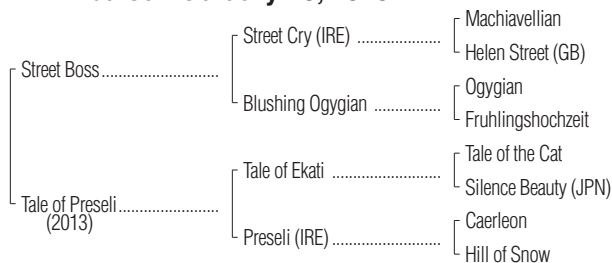 Machiavellian
Street Cry (IRE) ..................
Helen Street (GB)
Street Boss..........................
Ogygian
Blushing Ogygian ................
Fruhlingshochzeit
Tale of the Cat
Tale of Ekati ........................
Silence Beauty (JPN)
Tale of Preseli......................
(2013)
Caerleon
Preseli (IRE) ........................
Hill of Snow